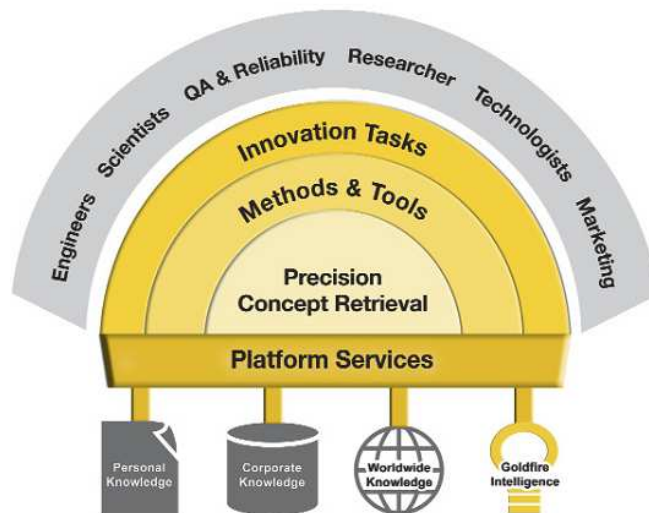 Engineers
Scientists
QA & Reliability
Researcher
Technologists
Marketing
Innovation Tasks
Methods & Tools
Precision
Concept Retrieval
Platform Services
Personal
Knowledge
Corporate
Knowledge
Worldwide
Knowledge
Goldfire
Intelligence